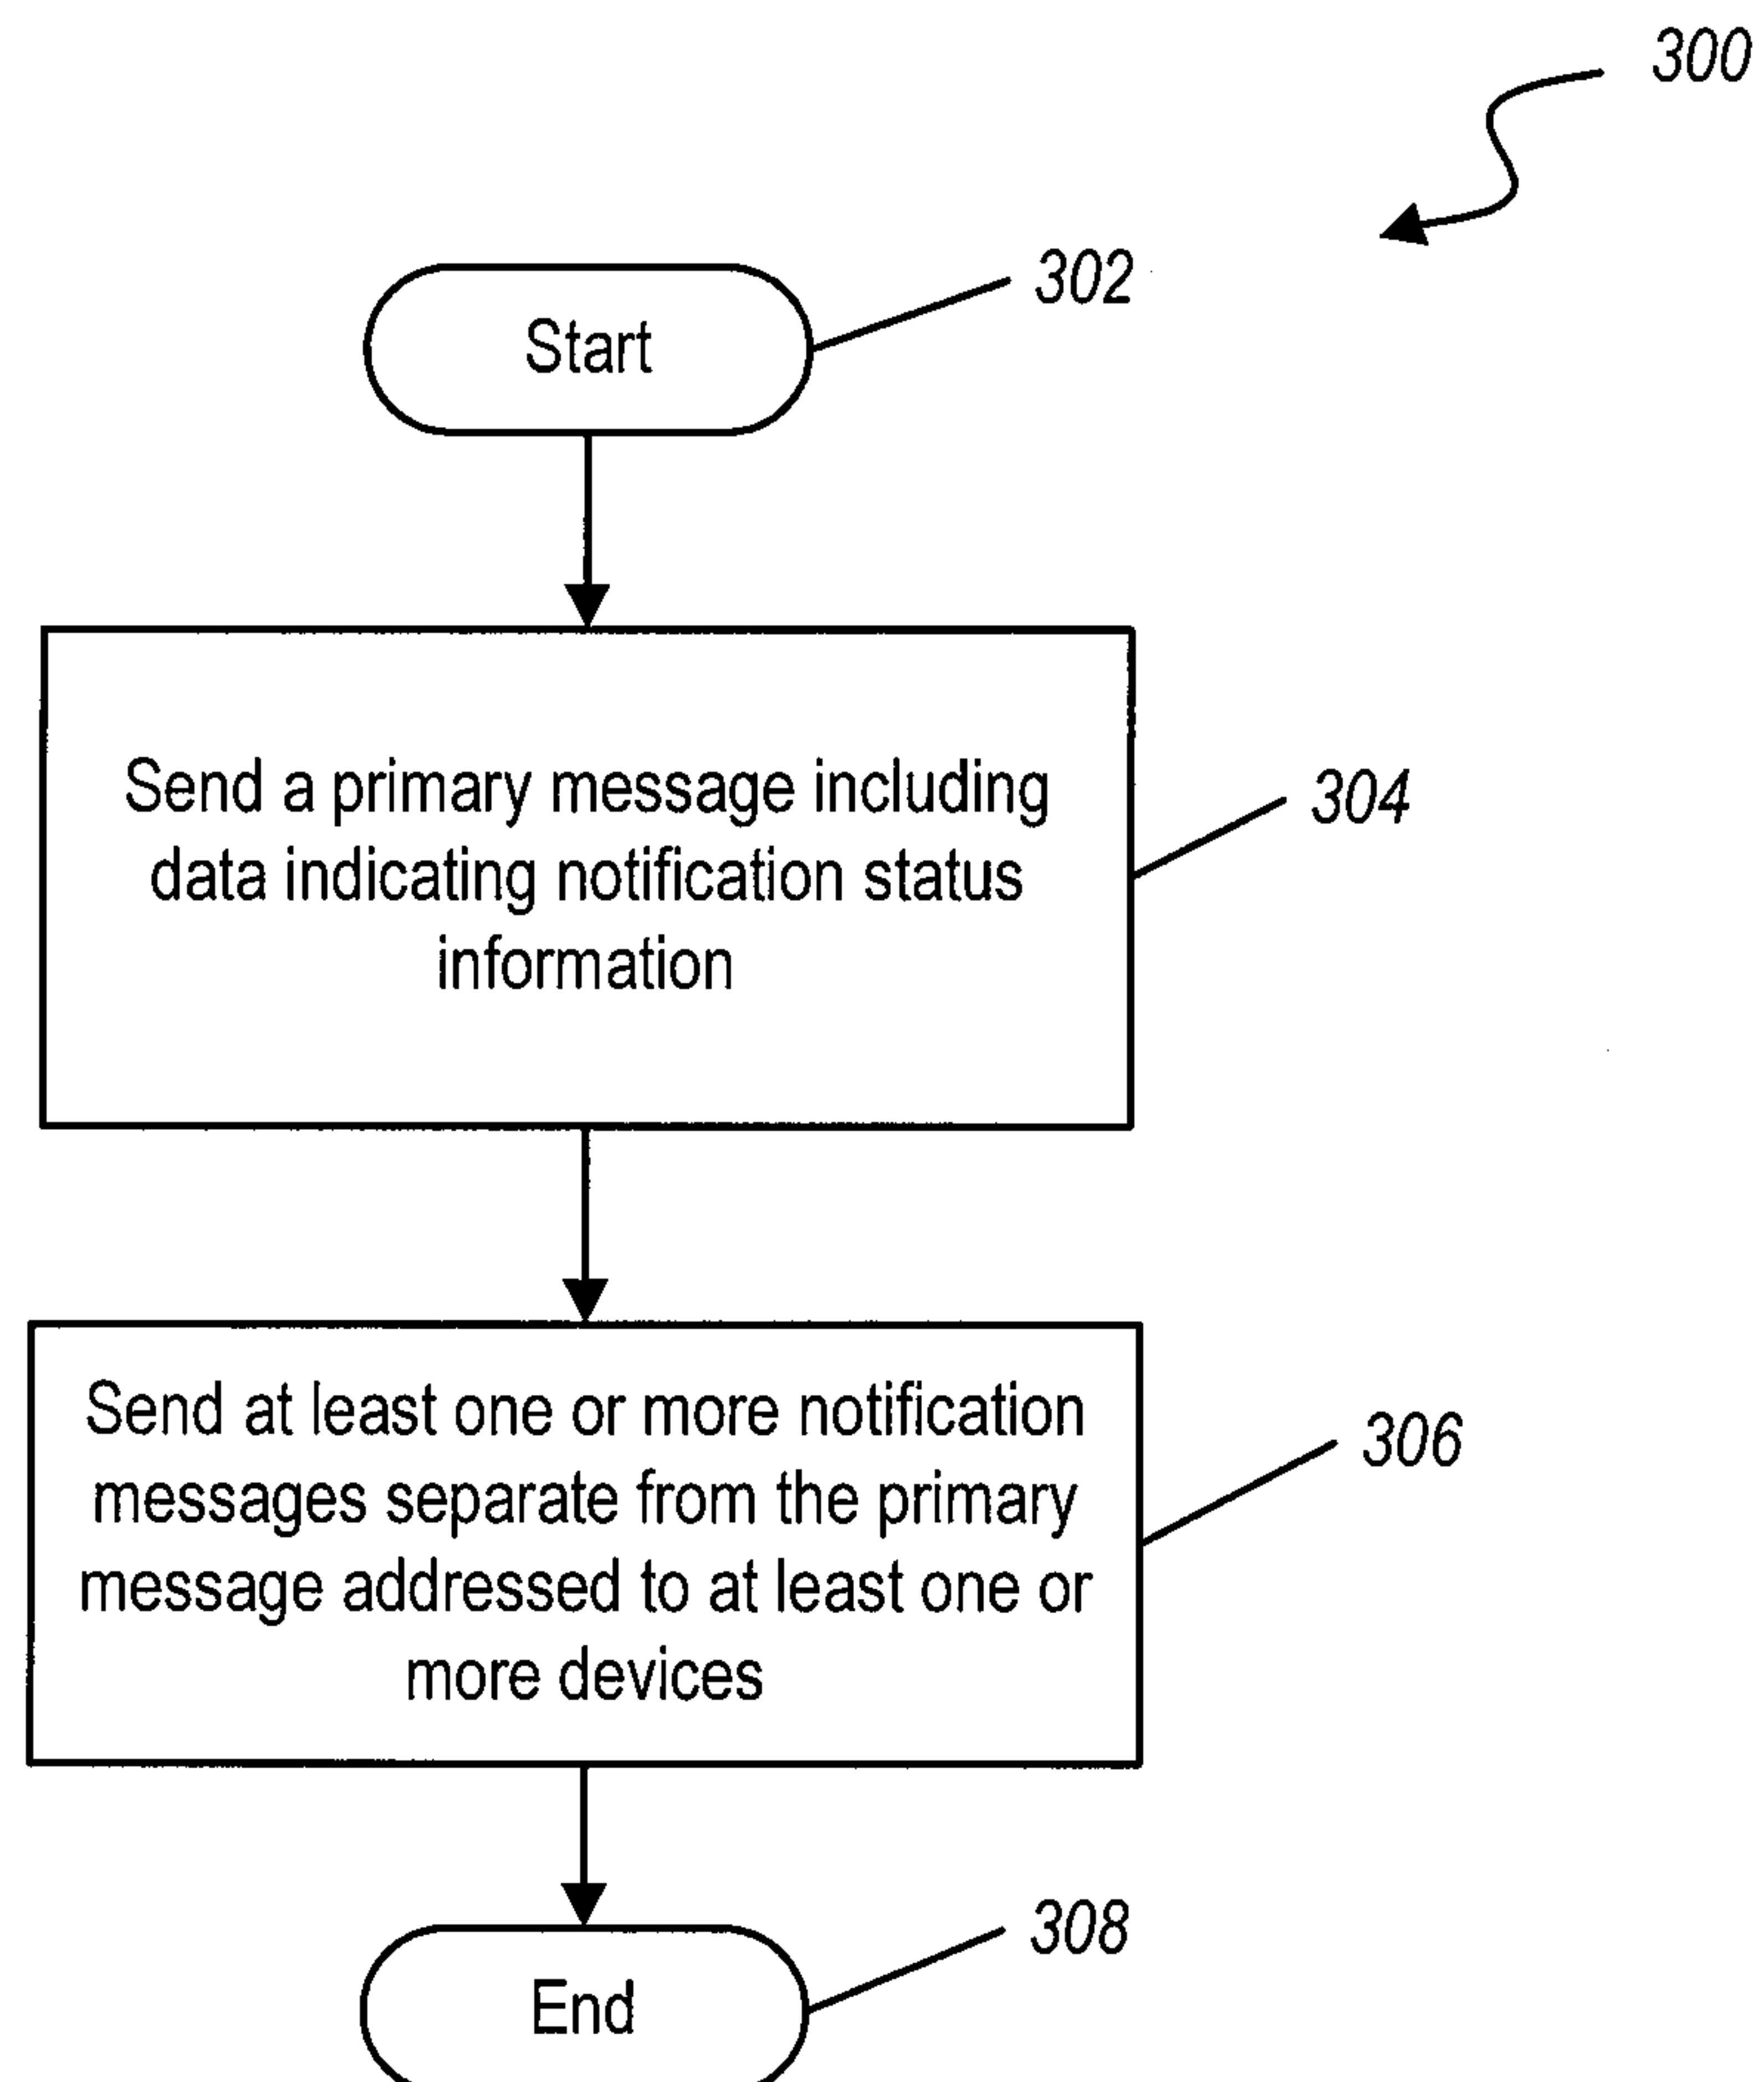 300
302
Start
Send a primary message including
data indicating notification status
information
304
Send at least one or more notification
messages separate from the primary
message addressed to at least one or
more devices
306
308
End